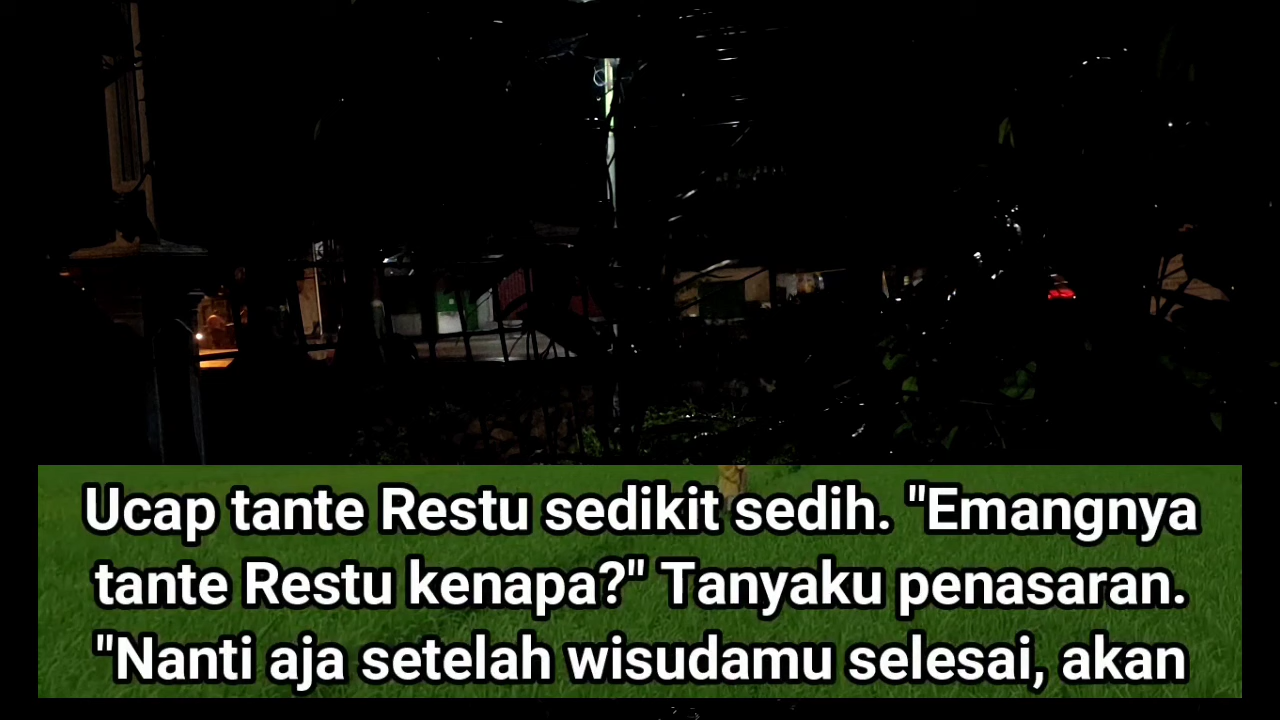 Ucap tante Restu sedikit sedih. "Emangnya
tante Restu kenapa?" Tanyaku penasaran.
"Nanti aja setelah wisudamu selesai, akan